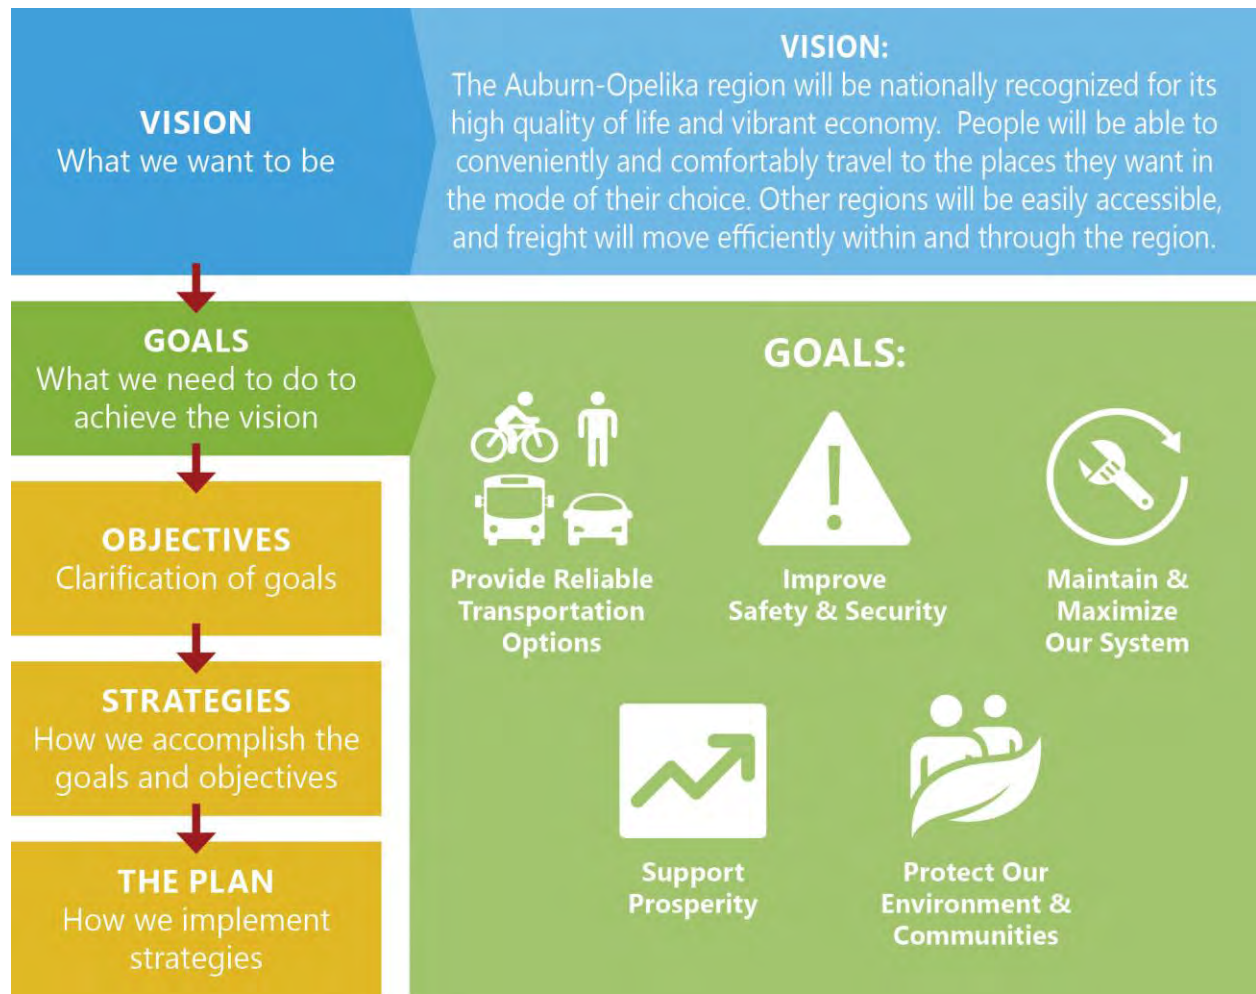 VISION
What we want to be
VISION:
The Auburn-Opelika region will be nationally recognized for its
high quality of life and vibrant economy.  People will be able to
conveniently and comfortably travel to the places they want in
the mode of their choice. Other regions will be easily accessible,
and freight will move efficiently within and through the region.
GOALS
What we need to do to
achieve the vision
OBJECTIVES
Clarification of goals
STRATEGIES
How we accomplish the
goals and objectives
THE PLAN
How we implement
strategies
GOALS:
Provide Reliable
Transportation
Options
Improve
Safety & Security
Maintain &
Maximize
Our System
Support
Prosperity
Protect Our
Environment &
Communities